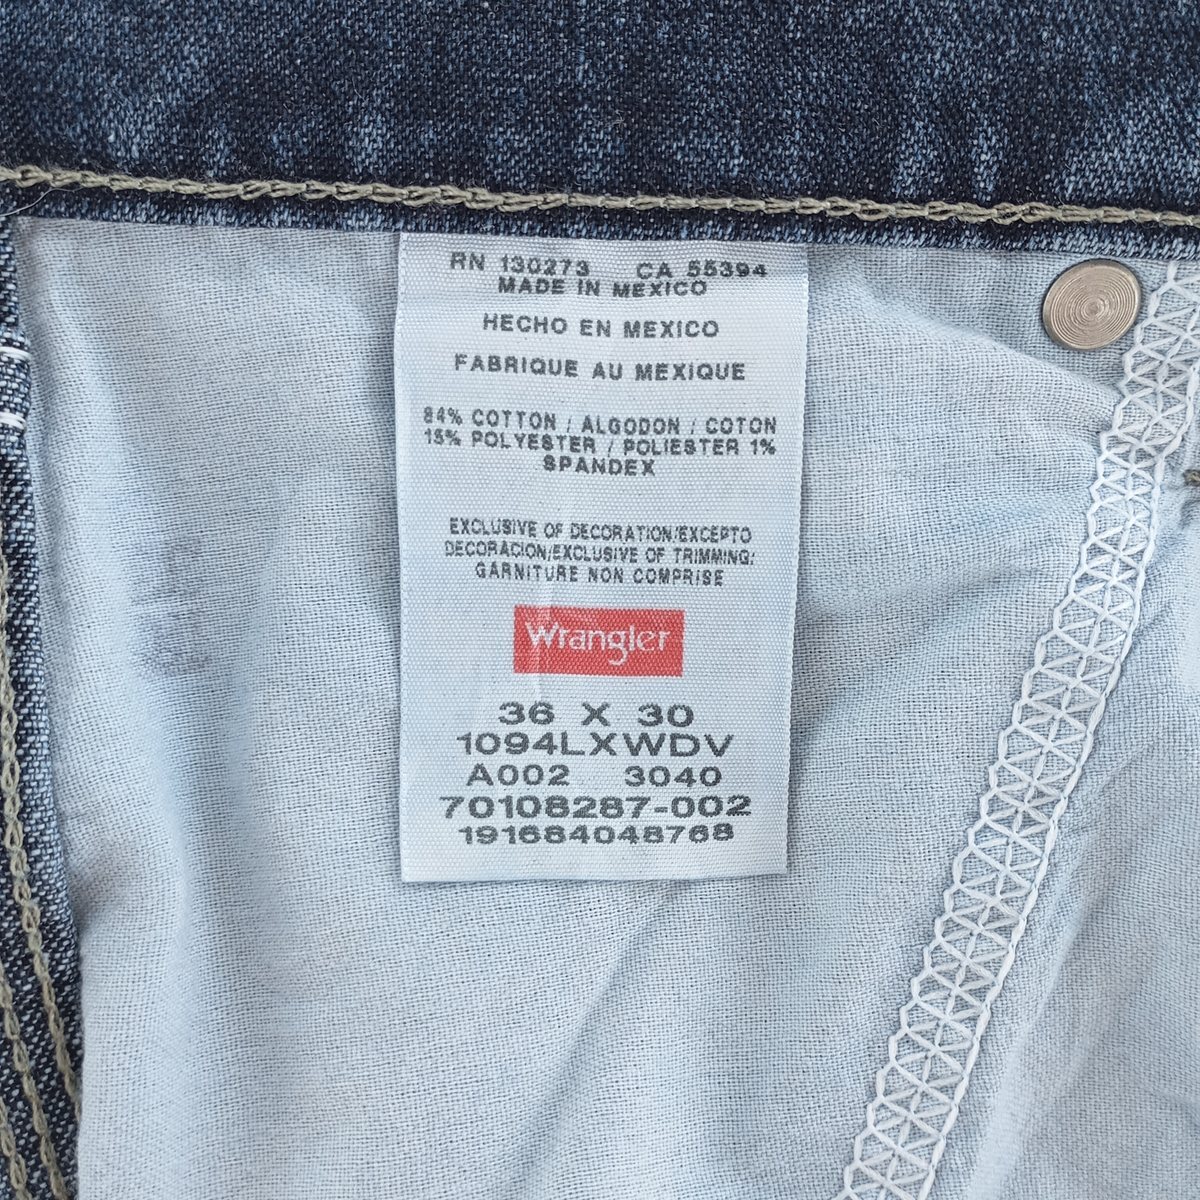 RN 130273 CA 55394
MADE IN MEXICO
HECHO EN MEXICO
FABRIQUE AU MEXIQUE
84% COTTON / ALGODON / COTON
15% POLYESTER / POLIESTER 1%
SPANDEX
EXCLUSIVE OF DECORATION/EXCEPTO
DECORACION/EXCLUSIVE OF TRIMMING:
GARNITURE NON COMPRISE
Wrangler
36 X 30
1094LXWDV
A002 3040
70108287-002
191684048768